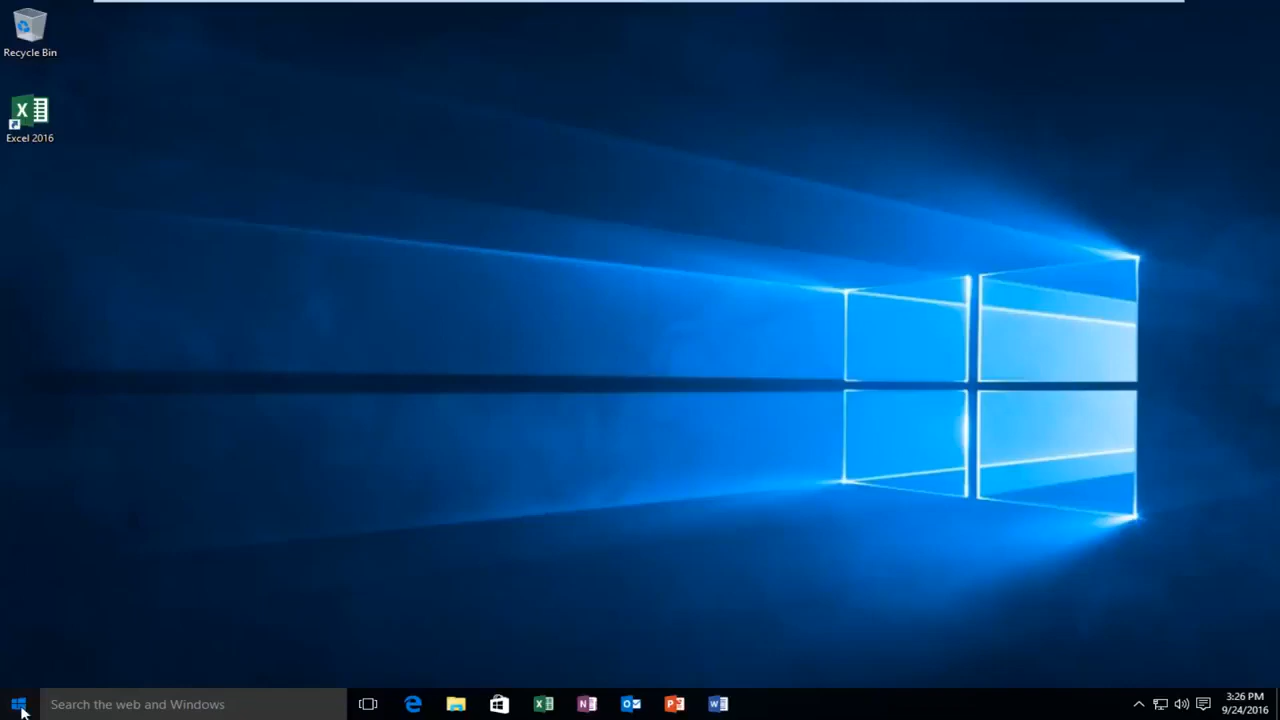 Recycle Bin
Excel 2016
Search the web and Windows
3:26 PM
9/24/2016